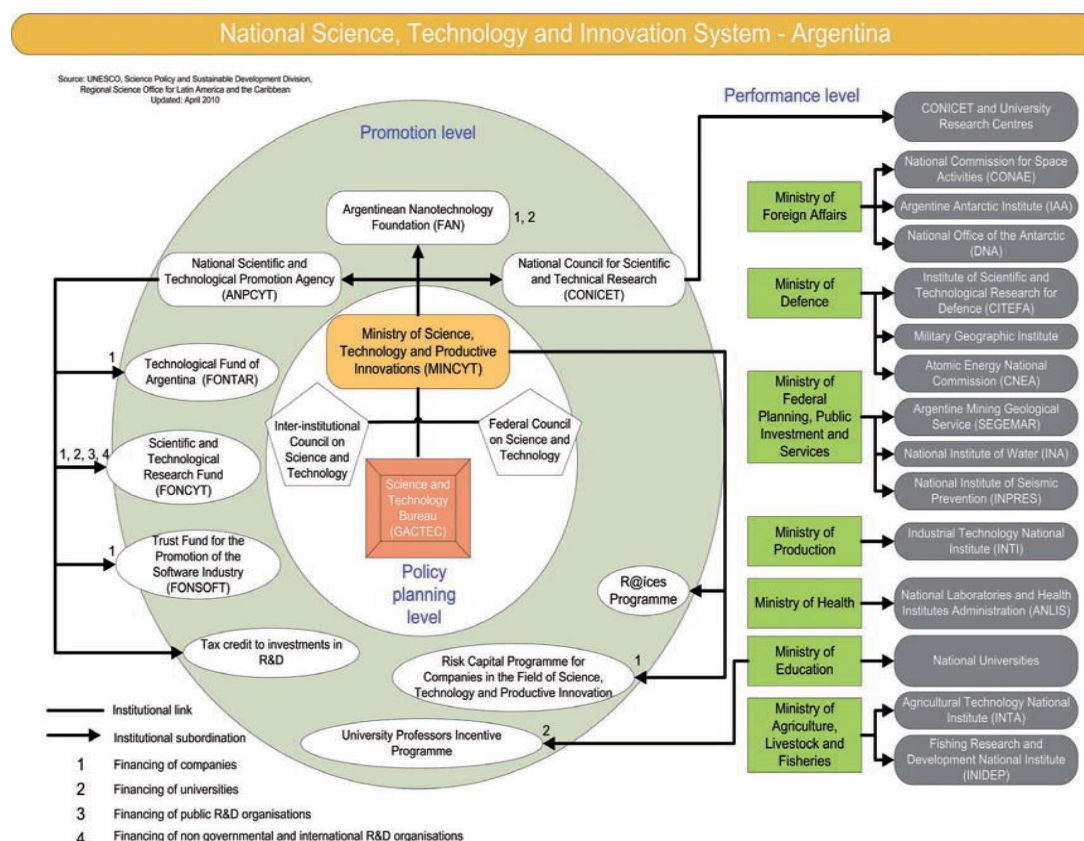 National Science, Technology and Innovation System - Argentina
Source: UNESCO, Science Policy and Sustainable Development Division,
Regional Science Office for Latin America and the Caribbean
Updated: April 2010
Promotion level
Performance level
Argentinean Nanotechnology
Foundation (FAN)
1, 2
National Scientific and
Technological Promotion Agency
(ANPCYT)
National Council for Scientific
and Technical Research
(CONICET)
Ministry of Science,
Technology and Productive
Innovations (MINCYT)
1
Technological Fund of
Argentina (FONTAR)
Inter-institutional
Council on
Science and
Technology
Federal Council
on Science and
Technology
1, 2, 3, 4
Scientific and
Technological
Research Fund
(FONCYT)
Science and
Technology
Bureau
(GACTEC)
1
Trust Fund for the
Promotion of the
Software Industry
(FONSOFT)
Policy
planning
level
R@ices
Programme
Tax credit to investments in
R&D
Risk Capital Programme for
Companies in the Field of Science,
Technology and Productive Innovation
1
University Professors Incentive
Programme
2
CONICET and University
Research Centres
Ministry of
Foreign Affairs
National Commission for Space
Activities (CONAE)
Argentine Antarctic Institute (IAA)
National Office of the Antarctic
(DNA)
Ministry of
Defence
Institute of Scientific and
Technological Research for
Defence (CITEFA)
Military Geographic Institute
Atomic Energy National
Commission (CNEA)
Ministry of
Federal
Planning, Public
Investment and
Services
Argentine Mining Geological
Service (SEGEMAR)
National Institute of Water (INA)
National Institute of Seismic
Prevention (INPRES)
Ministry of
Production
Industrial Technology National
Institute (INTI)
Ministry of Health
National Laboratories and Health
Institutes Administration (ANLIS)
Ministry of
Education
National Universities
Ministry of
Agriculture,
Livestock and
Fisheries
Agricultural Technology National
Institute (INTA)
Fishing Research and
Development National Institute
(INIDEP)
Institutional link
Institutional subordination
1 Financing of companies
2 Financing of universities
3 Financing of public R&D organisations
4 Financing of non governmental and international R&D organisations